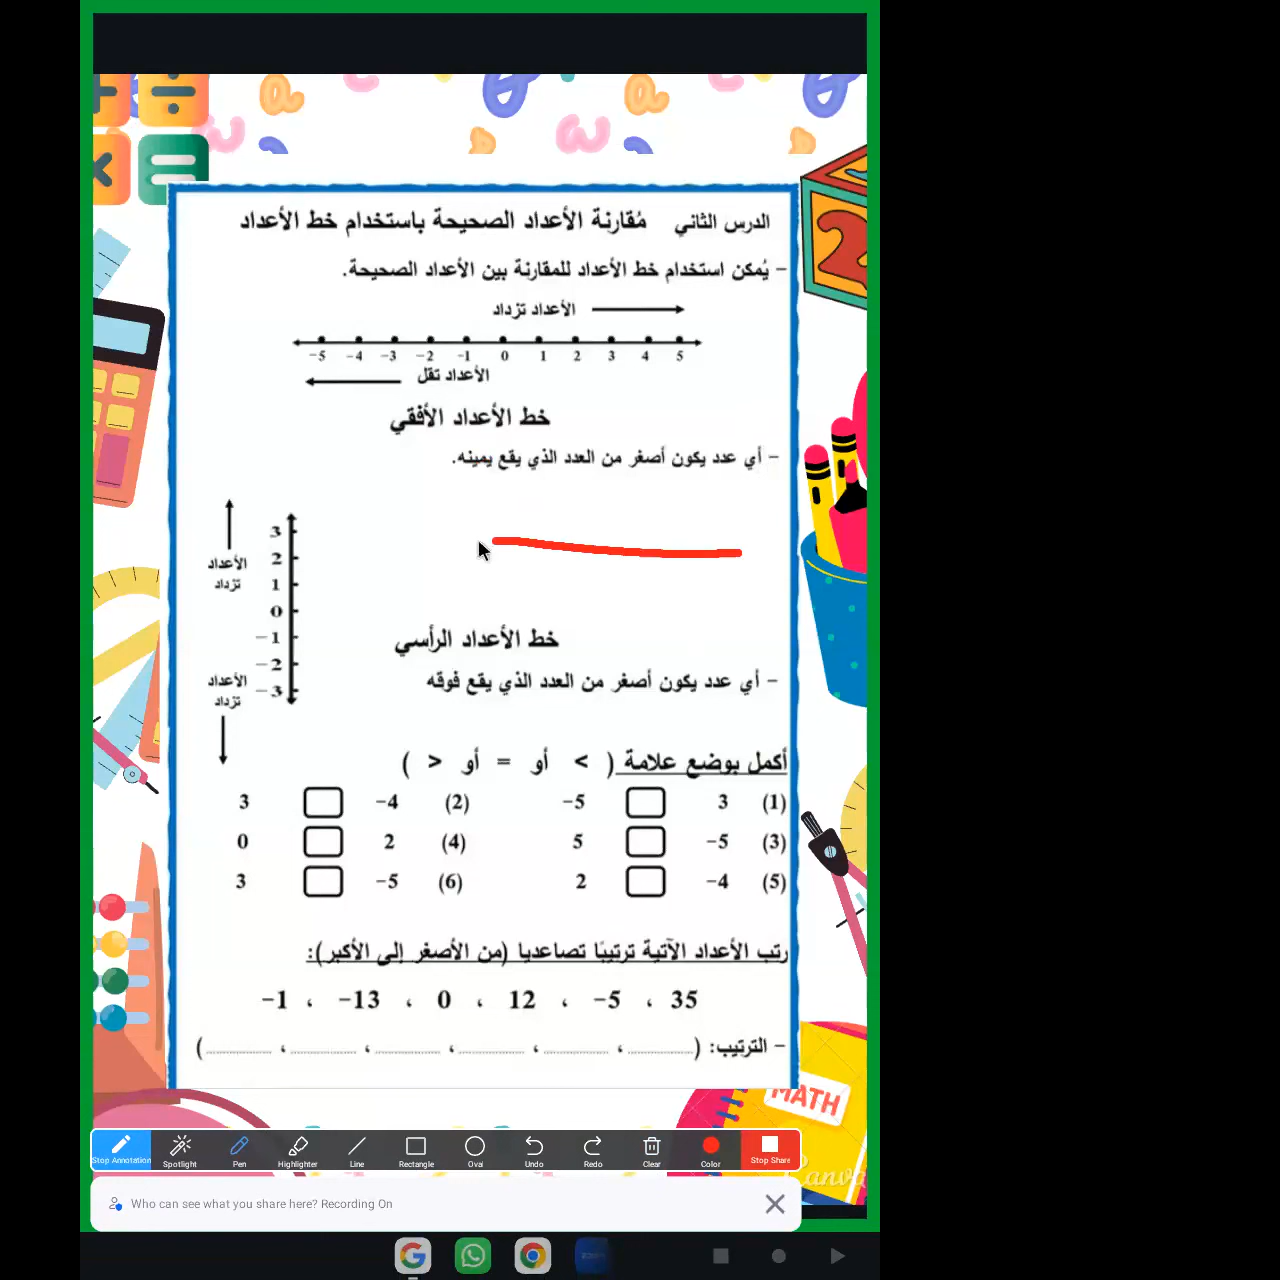 الدرس الثاني مُقارنة الأعداد الصحيحة باستخدام خط الأعداد
– يُمكن استخدام خط الأعداد للمقارنة بين الأعداد الصحيحة.
الأعداد تزداد
−5 −4 −3 −2 −1 0 1 2 3 4 5
الأعداد تقل
خط الأعداد الأفقي
– أي عدد يكون أصغر من العدد الذي يقع يمينه.
3
2
الأعداد
تزداد
1
0
−1
−2
−3
الأعداد
تزداد
خط الأعداد الرأسي
– أي عدد يكون أصغر من العدد الذي يقع فوقه
أكمل بوضع علامة ( < أو = أو > )
(1) 3 −5 (2) −4 3
(3) −5 5 (4) 2 0
(5) −4 2 (6) −5 3
رتب الأعداد الآتية ترتيبًا تصاعديا (من الأصغر إلى الأكبر):
35 ، −5 ، 12 ، 0 ، −13 ، −1
– الترتيب: (............ ، ............ ، ............ ، ............ ، ............ ، ............)
MATH
Canva
Stop Annotation Spotlight Pen Highlighter Line Rectangle Oval Undo Redo Clear Color Stop Share
Who can see what you share here? Recording On